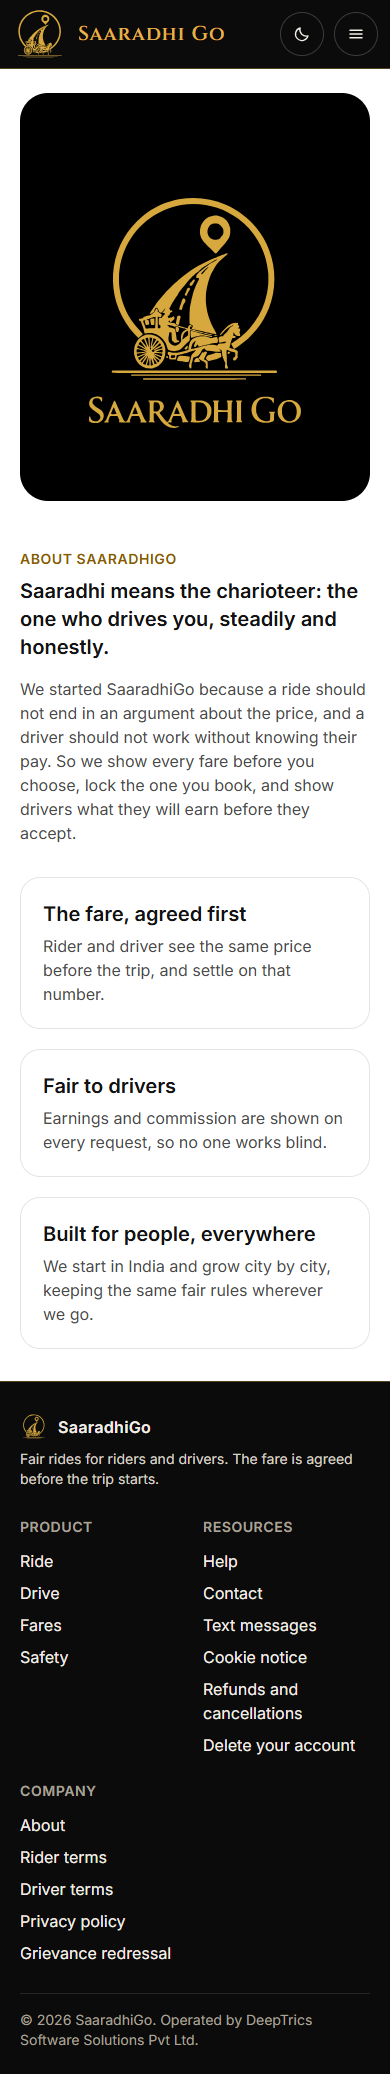 SAARADHI GO
SAARADHI GO
ABOUT SAARADHIGO
Saaradhi means the charioteer: the
one who drives you, steadily and
honestly.
We started SaaradhiGo because a ride should
not end in an argument about the price, and a
driver should not work without knowing their
pay. So we show every fare before you
choose, lock the one you book, and show
drivers what they will earn before they
accept.
The fare, agreed first
Rider and driver see the same price
before the trip, and settle on that
number.
Fair to drivers
Earnings and commission are shown on
every request, so no one works blind.
Built for people, everywhere
We start in India and grow city by city,
keeping the same fair rules wherever
we go.
SaaradhiGo
Fair rides for riders and drivers. The fare is agreed
before the trip starts.
PRODUCT
Ride
Drive
Fares
Safety
RESOURCES
Help
Contact
Text messages
Cookie notice
Refunds and
cancellations
Delete your account
COMPANY
About
Rider terms
Driver terms
Privacy policy
Grievance redressal
© 2026 SaaradhiGo. Operated by DeepTrics
Software Solutions Pvt Ltd.